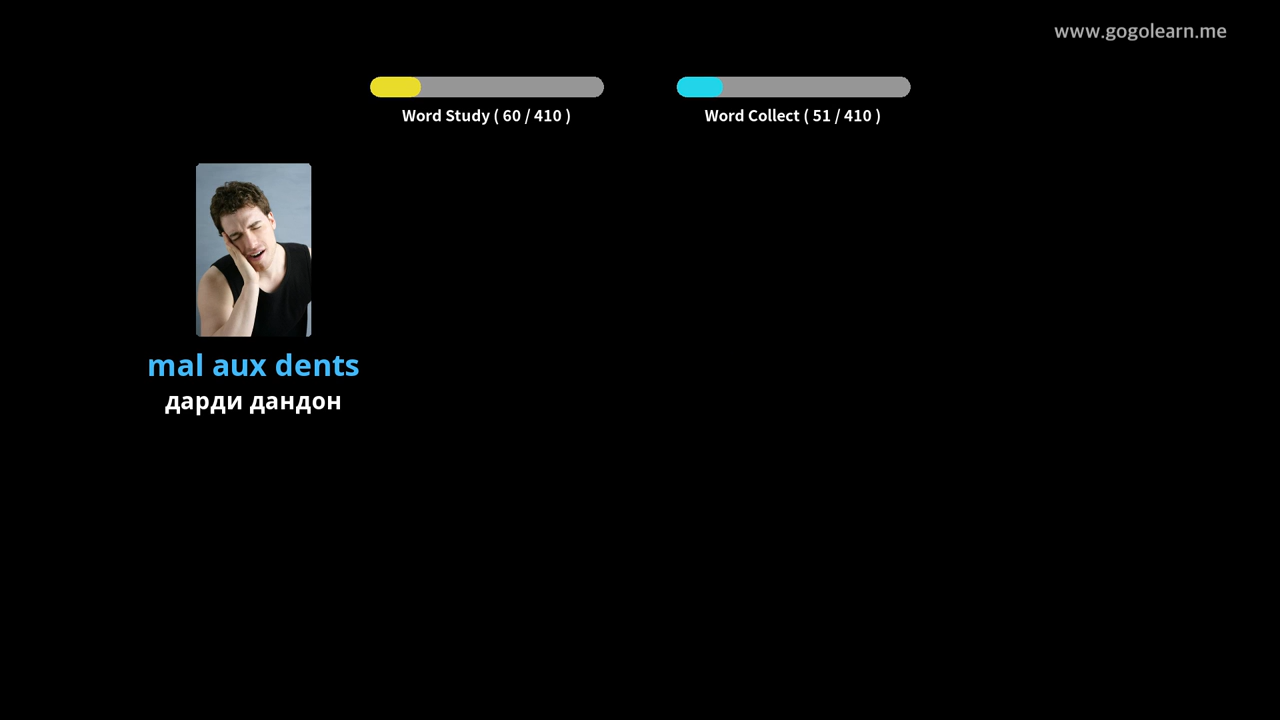 www.gogolearn.me
Word Study ( 60 / 410 )
Word Collect ( 51 / 410 )
mal aux dents
дарди дандон